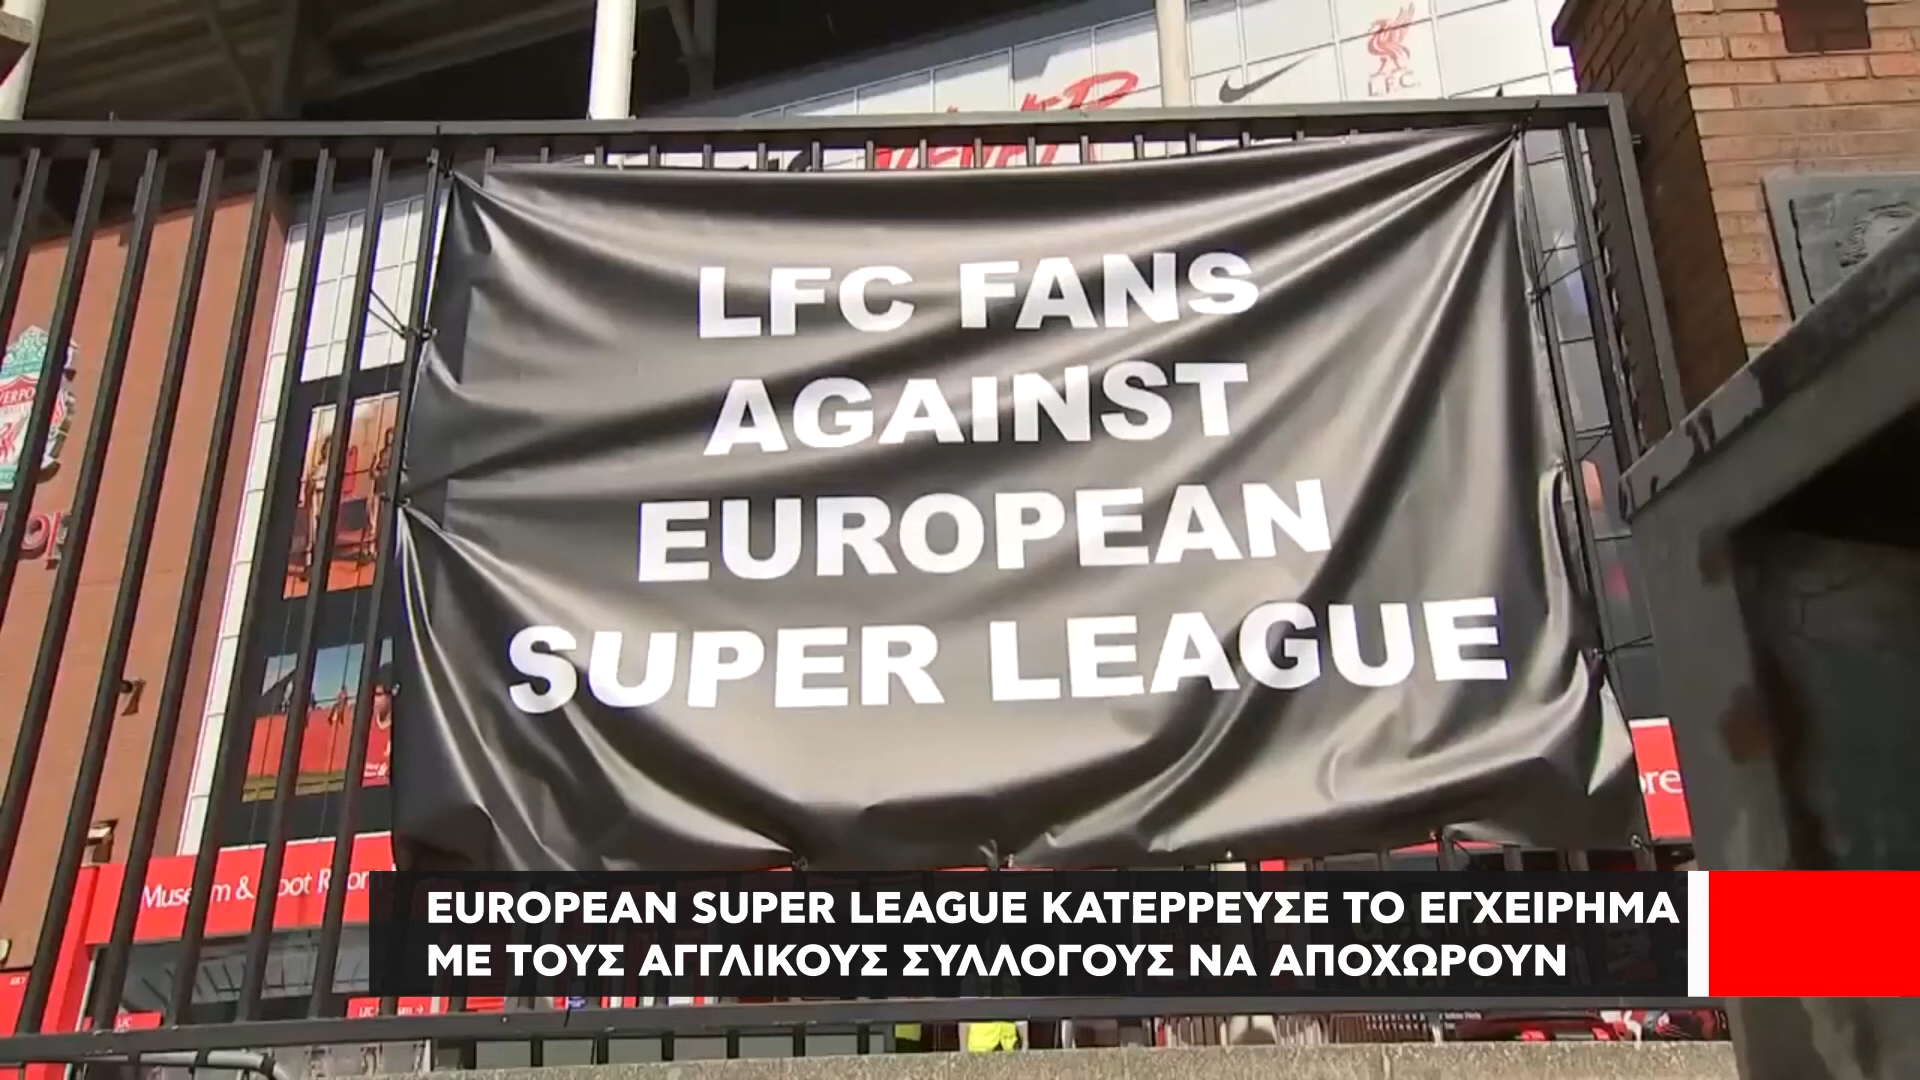 L.F.C.
LFC FANS
AGAINST
EUROPEAN
SUPER LEAGUE
EUROPEAN SUPER LEAGUE ΚΑΤΕΡΡΕΥΣΕ ΤΟ ΕΓΧΕΙΡΗΜΑ
ΜΕ ΤΟΥΣ ΑΓΓΛΙΚΟΥΣ ΣΥΛΛΟΓΟΥΣ ΝΑ ΑΠΟΧΩΡΟΥΝ